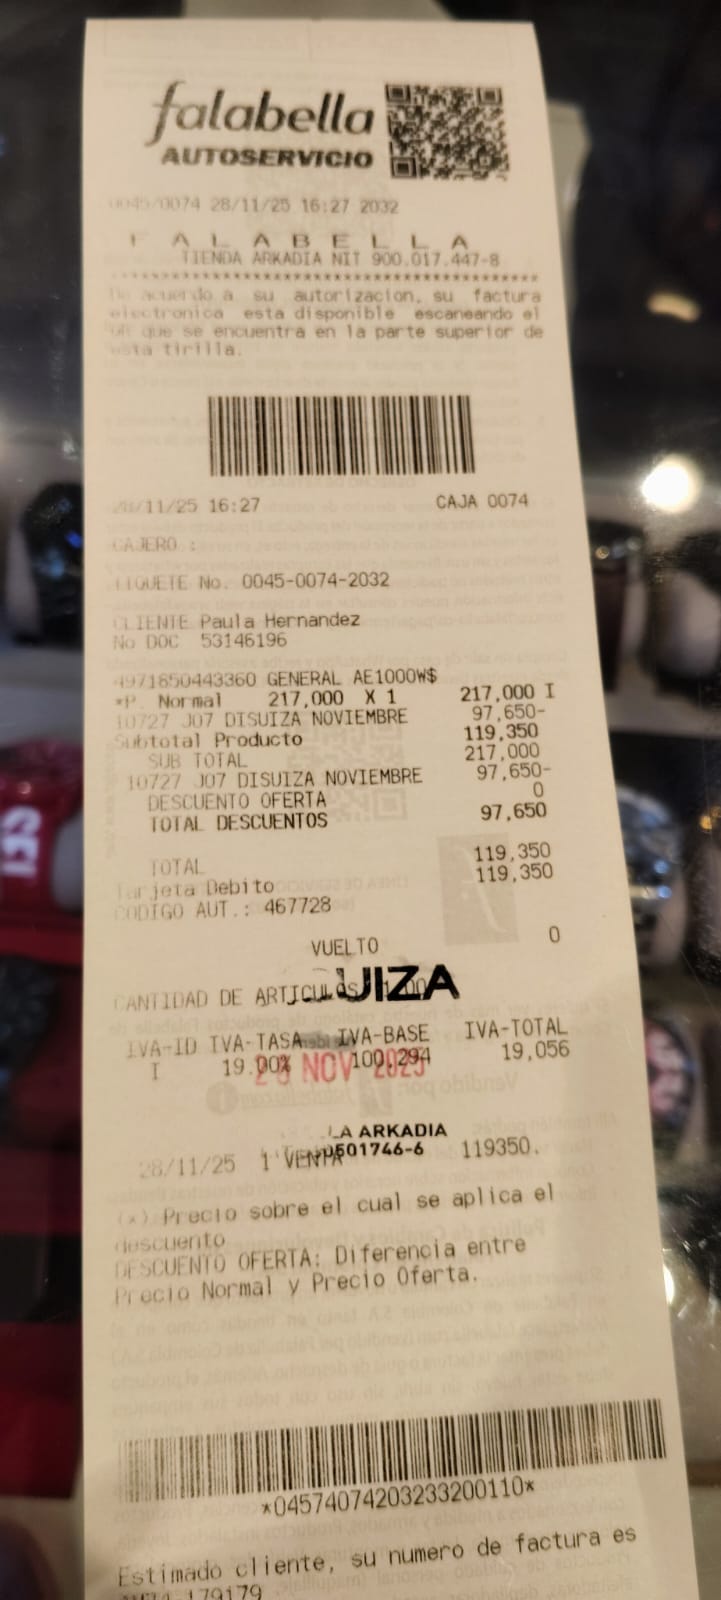 falabella
AUTOSERVICIO
0045/0074 28/11/25 16:27 2032
F A L A B E L L A
TIENDA ARKADIA NIT 900.017.447-8
****************************************
De acuerdo a su autorizacion, su factura
electronica esta disponible escaneando el
QR que se encuentra en la parte superior de
esta tirilla.
28/11/25 16:27 CAJA 0074
CAJERO :
TIQUETE No. 0045-0074-2032
CLIENTE Paula Hernandez
No DOC 53146196
4971850443360 GENERAL AE1000W$
*P. Normal 217,000 X 1 217,000 I
10727 J07 DISUIZA NOVIEMBRE 97,650-
Subtotal Producto 119,350
SUB TOTAL 217,000
10727 J07 DISUIZA NOVIEMBRE 97,650-
DESCUENTO OFERTA 0
TOTAL DESCUENTOS 97,650
TOTAL 119,350
Tarjeta Debito 119,350
CODIGO AUT.: 467728
VUELTO 0
UIZA
CANTIDAD DE ARTICULOS
IVA-ID IVA-TASA IVA-BASE IVA-TOTAL
I 19.00% 100,294 19,056
NOV 2025
LA ARKADIA
0501746-6
28/11/25 1 VENTA 119350.
(*) Precio sobre el cual se aplica el
descuento
DESCUENTO OFERTA: Diferencia entre
Precio Normal y Precio Oferta.
*04574074203233200110*
Estimado cliente, su numero de factura es
179179